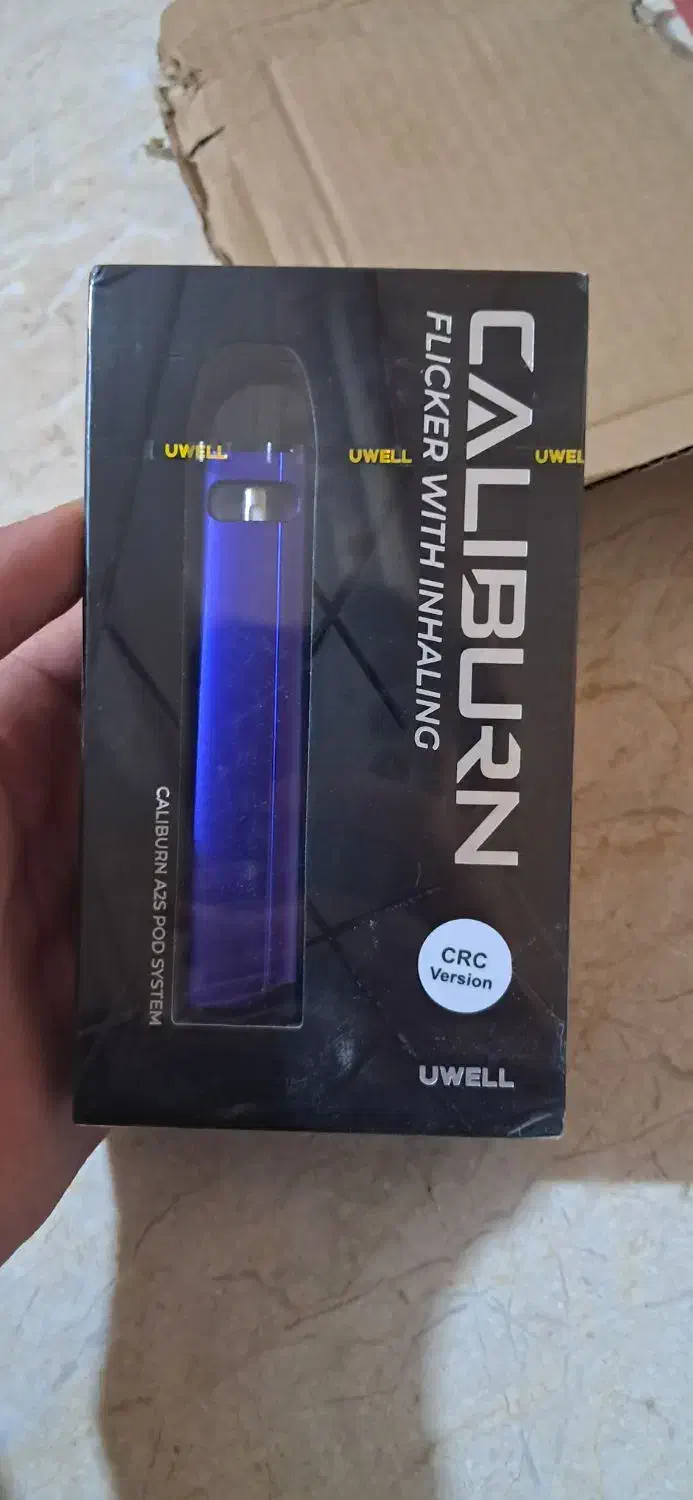 CALIBURN
FLICKER WITH INHALING
UWELL UWELL UWEL
CALIBURN A2S POD SYSTEM
CRC
Version
UWELL